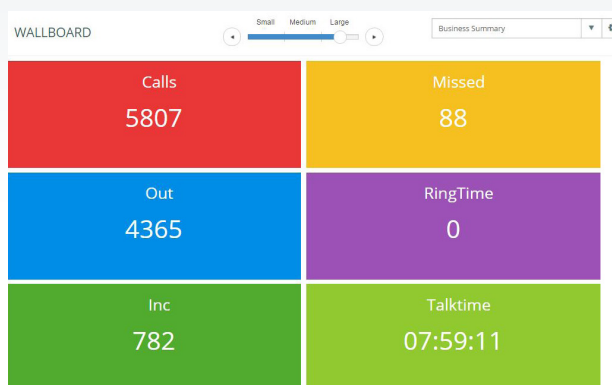 Small Medium Large
WALLBOARD
Business Summary
Calls
5807
Missed
88
Out
4365
RingTime
0
Inc
782
Talktime
07:59:11